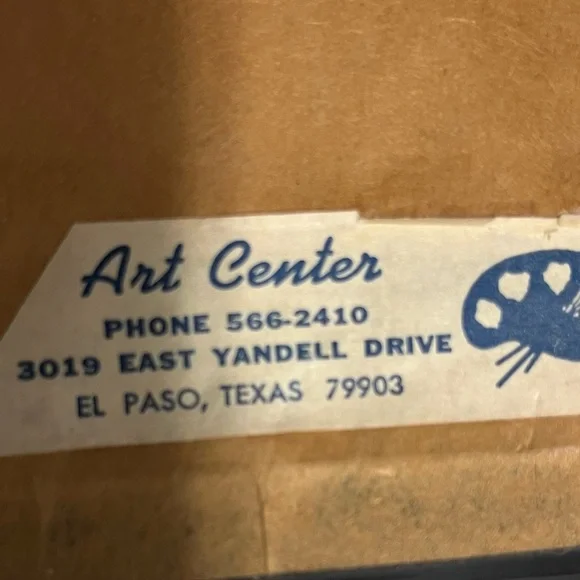 Art Center
PHONE 566-2410
3019 EAST YANDELL DRIVE
EL PASO, TEXAS 79903